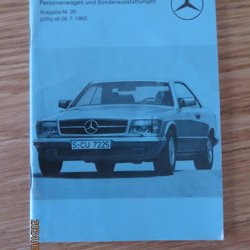 Personenwagen und Sonderausstattungen
Ausgabe Nr. 39
gültig ab 26. 7. 1982
S-CU 7225